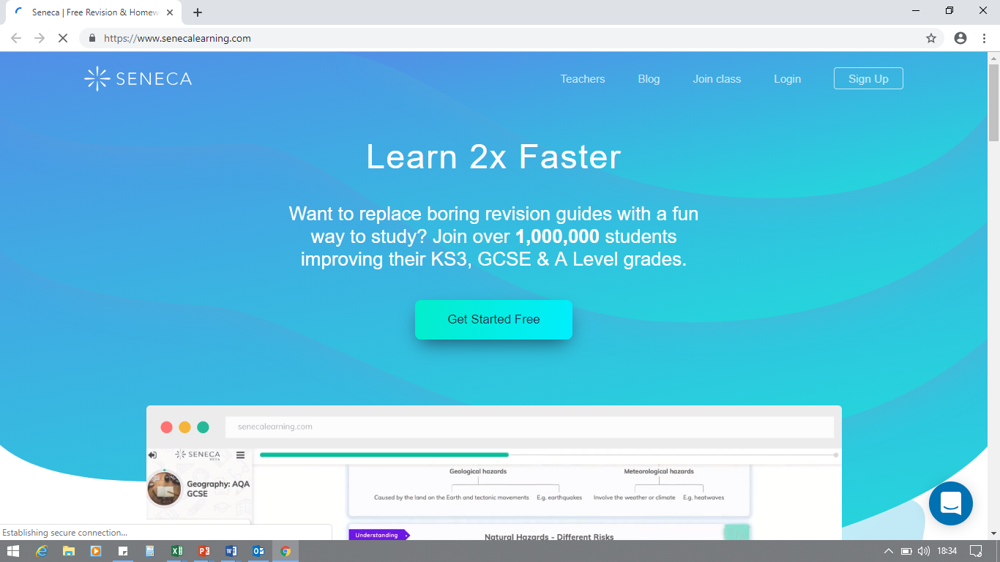 Seneca | Free Revision & Homew
https://www.senecalearning.com
SENECA
Teachers
Blog
Join class
Login
Sign Up
Learn 2x Faster
Want to replace boring revision guides with a fun
way to study? Join over 1,000,000 students
improving their KS3, GCSE & A Level grades.
Get Started Free
senecalearning.com
SENECA
BETA
Geography: AQA
GCSE
Geological hazards
Meteorological hazards
Caused by the land on the Earth and tectonic movements
E.g. earthquakes
Involve the weather or climate
E.g. heatwaves
Understanding
Natural Hazards - Different Risks
Establishing secure connection...
18:34